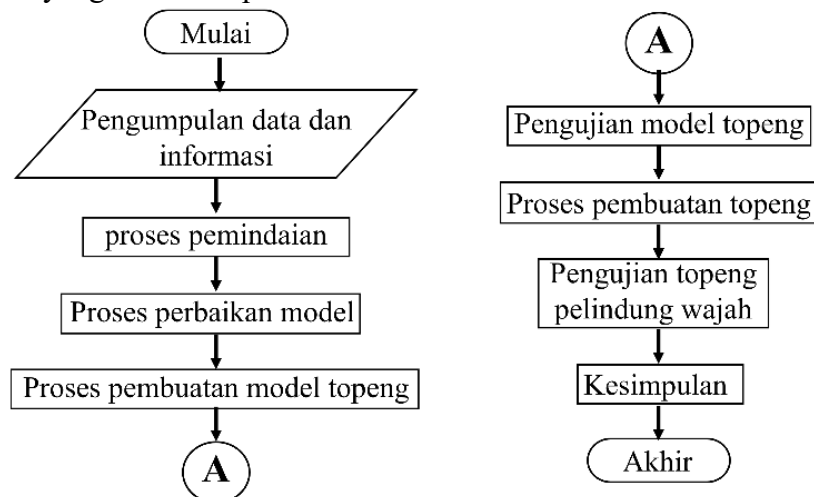 Mulai
Pengumpulan data dan
informasi
proses pemindaian
Proses perbaikan model
Proses pembuatan model topeng
A
A
Pengujian model topeng
Proses pembuatan topeng
Pengujian topeng
pelindung wajah
Kesimpulan
Akhir